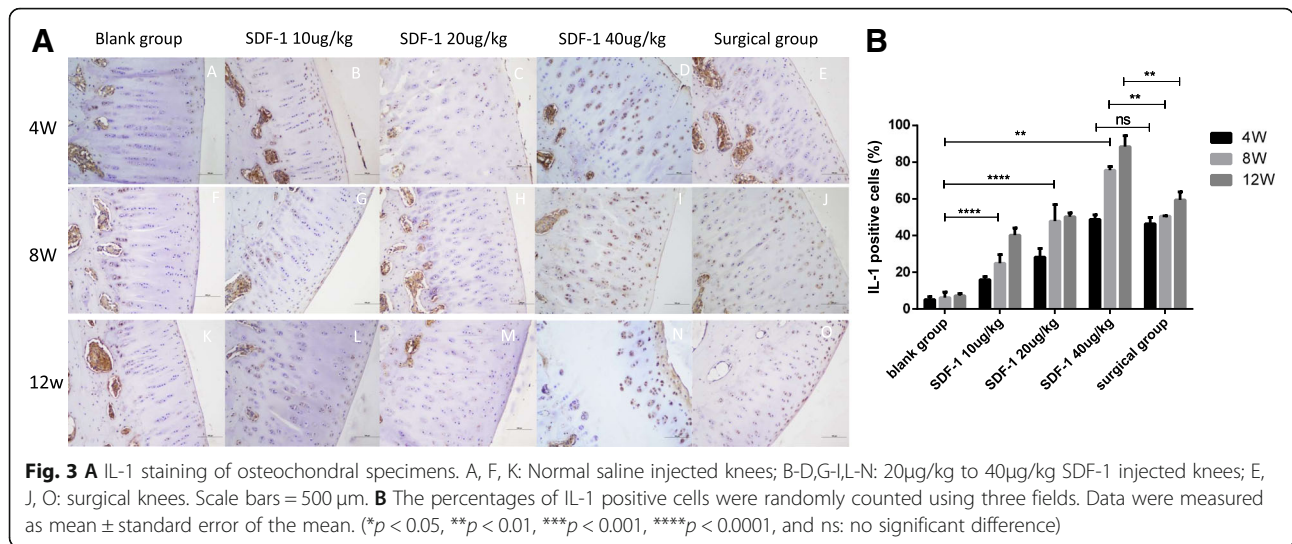 A
Blank group
SDF-1 10ug/kg
SDF-1 20ug/kg
SDF-1 40ug/kg
Surgical group
4W
A
B
C
D
E
8W
F
G
H
I
J
12w
K
L
M
N
O
B
**
**
ns
**
****
****
IL-1 positive cells (%)
100
80
60
40
20
0
blank group
SDF-1 10ug/kg
SDF-1 20ug/kg
SDF-1 40ug/kg
surgical group
4W
8W
12W
Fig. 3 A IL-1 staining of osteochondral specimens. A, F, K: Normal saline injected knees; B-D,G-I,L-N: 20μg/kg to 40μg/kg SDF-1 injected knees; E,
J, O: surgical knees. Scale bars = 500 μm. B The percentages of IL-1 positive cells were randomly counted using three fields. Data were measured
as mean ± standard error of the mean. (*p < 0.05, **p < 0.01, ***p < 0.001, ****p < 0.0001, and ns: no significant difference)